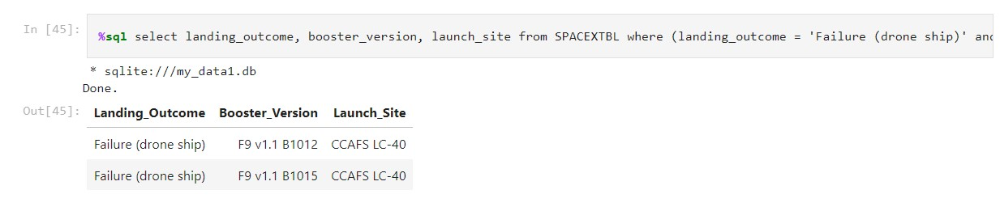 In [45]: %sql select landing_outcome, booster_version, launch_site from SPACEXTBL where (landing_outcome = 'Failure (drone ship)' and
* sqlite:///my_data1.db
Done.
Out[45]: Landing_Outcome Booster_Version Launch_Site
Failure (drone ship) F9 v1.1 B1012 CCAFS LC-40
Failure (drone ship) F9 v1.1 B1015 CCAFS LC-40